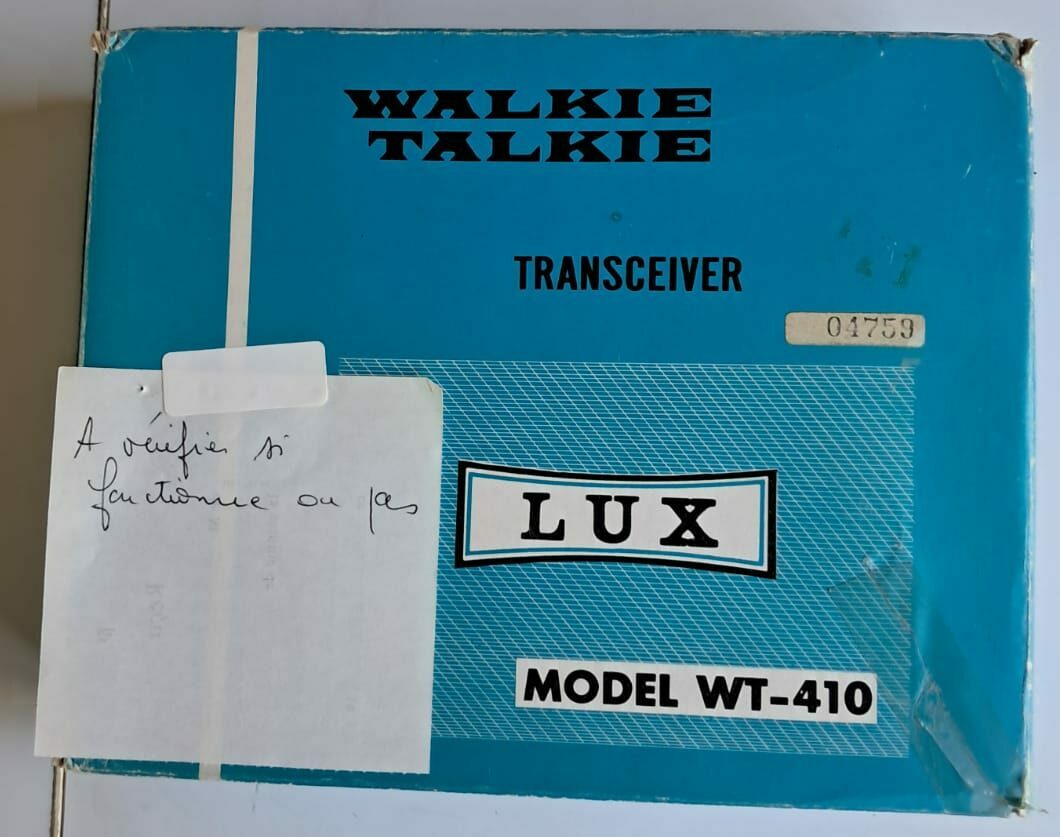 WALKIE
TALKIE
TRANSCEIVER
04759
A vérifier si
fonctionne ou pas
LUX
MODEL WT-410